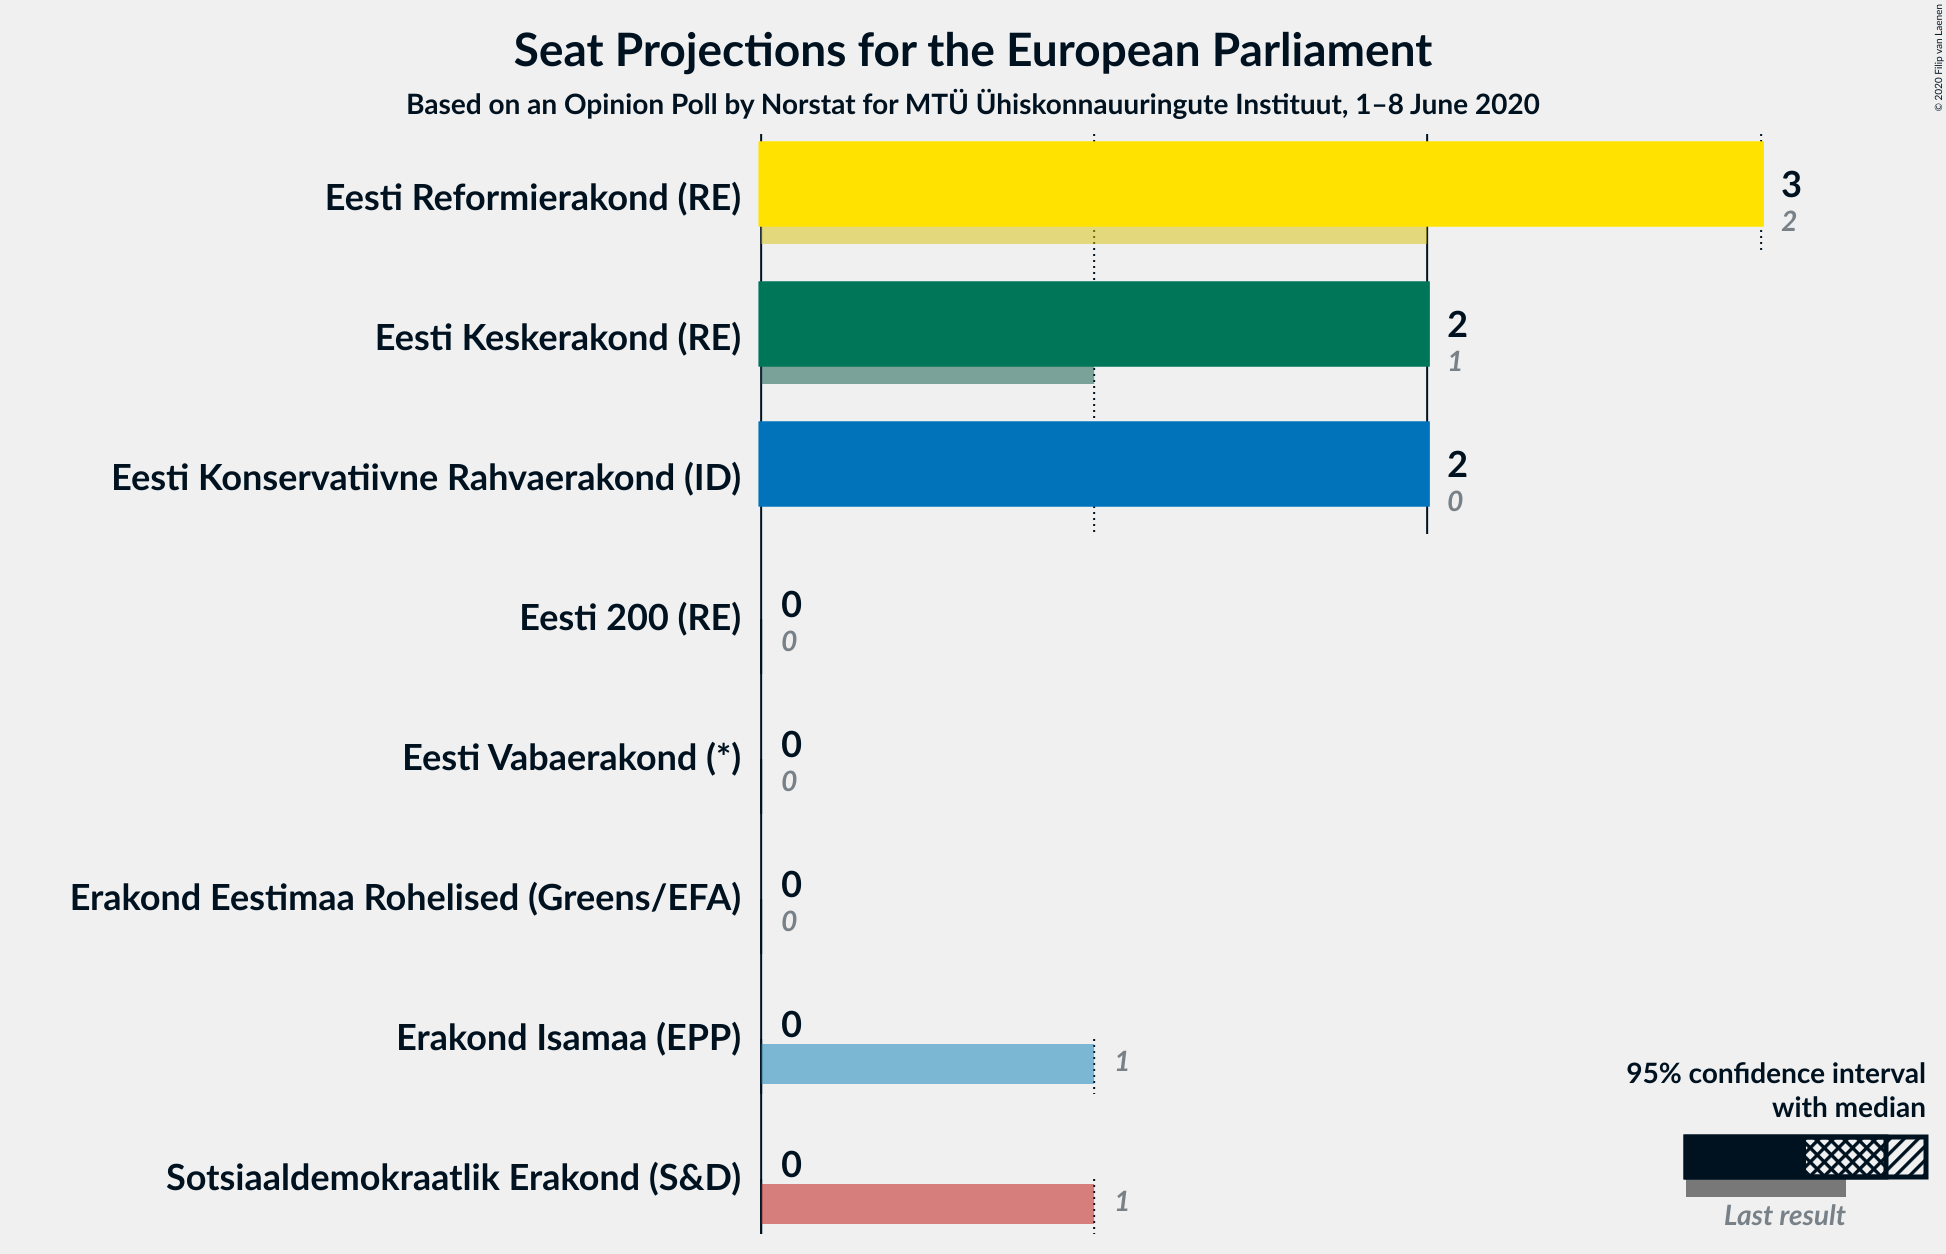 Seat Projections for the European Parliament
Based on an Opinion Poll by Norstat for MTÜ Ühiskonnauuringute Instituut, 1–8 June 2020
© 2020 Filip van Laenen
Eesti Reformierakond (RE)
3
2
Eesti Keskerakond (RE)
2
1
Eesti Konservatiivne Rahvaerakond (ID)
2
0
Eesti 200 (RE)
0
0
Eesti Vabaerakond (*)
0
0
Erakond Eestimaa Rohelised (Greens/EFA)
0
0
Erakond Isamaa (EPP)
0
1
Sotsiaaldemokraatlik Erakond (S&D)
0
1
95% confidence interval
with median
Last result